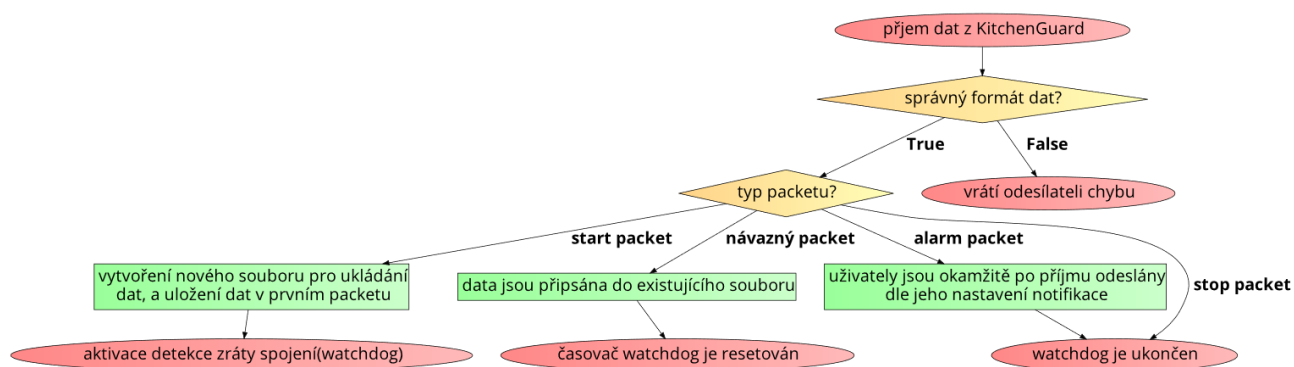 přjem dat z KitchenGuard
správný formát dat?
True
False
typ packetu?
vrátí odesílateli chybu
start packet
návazný packet
alarm packet
stop packet
vytvoření nového souboru pro ukládání
dat, a uložení dat v prvním packetu
data jsou připsána do existujícího souboru
uživately jsou okamžitě po příjmu odeslány
dle jeho nastavení notifikace
aktivace detekce zráty spojení(watchdog)
časovač watchdog je resetován
watchdog je ukončen